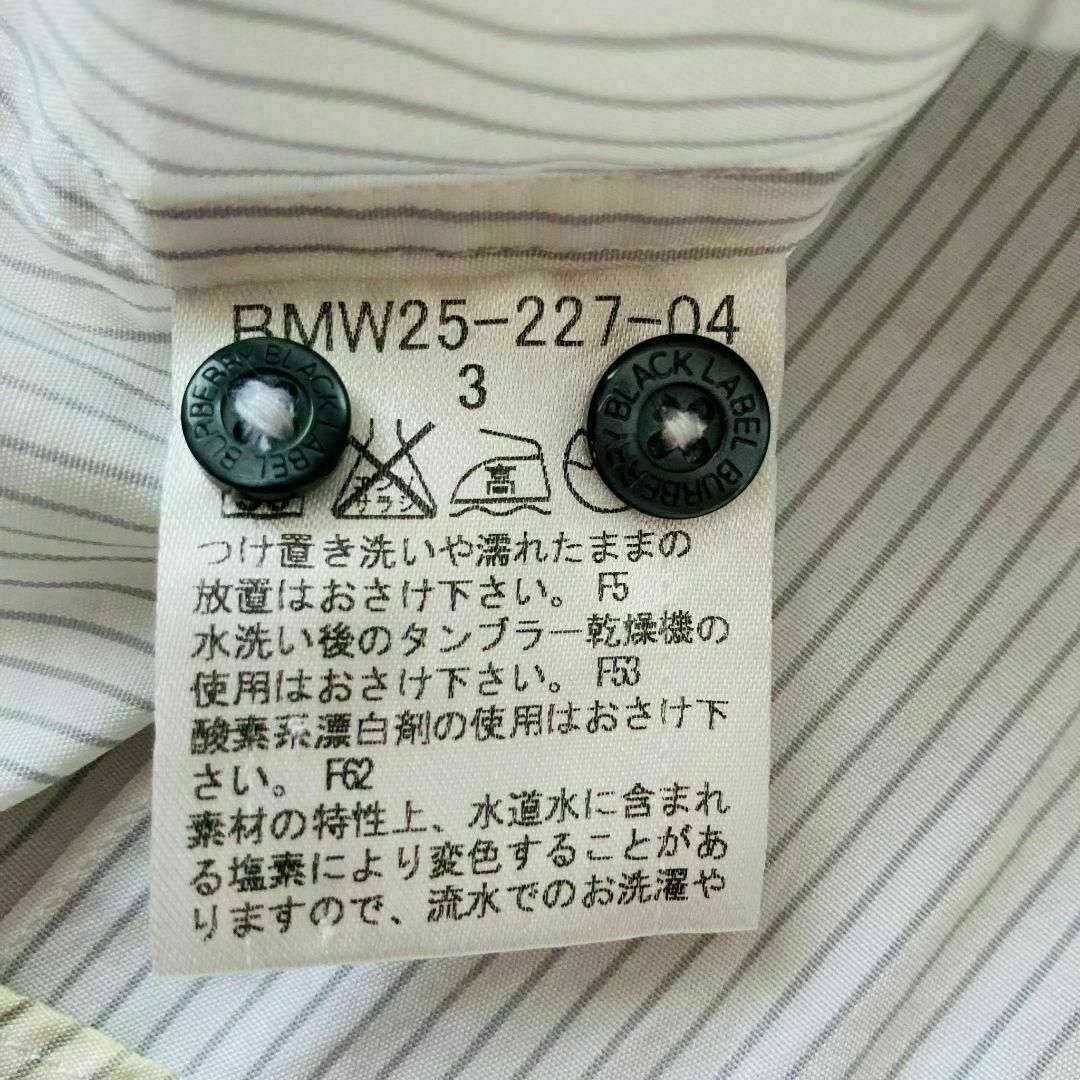 BMW25-227-04
3
BURBERRY BLACK LABEL
BURBERRY BLACK LABEL
エンソ
サラシ
高
つけ置き洗いや濡れたままの
放置はおさけ下さい。 F5
水洗い後のタンブラー乾燥機の
使用はおさけ下さい。 F53
酸素系漂白剤の使用はおさけ下
さい。 F62
素材の特性上、水道水に含まれ
る塩素により変色することがあ
りますので、流水でのお洗濯や